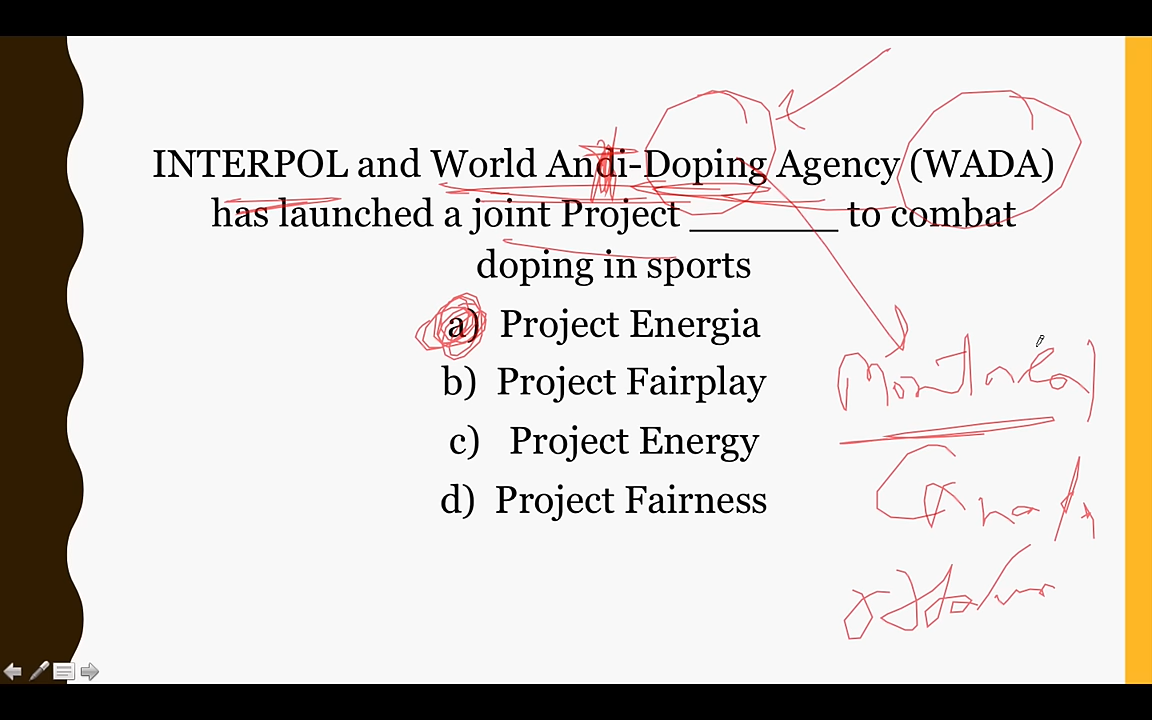 INTERPOL and World Andi-Doping Agency (WADA)
has launched a joint Project _______ to combat
doping in sports
a) Project Energia
b) Project Fairplay
c) Project Energy
d) Project Fairness
Canada